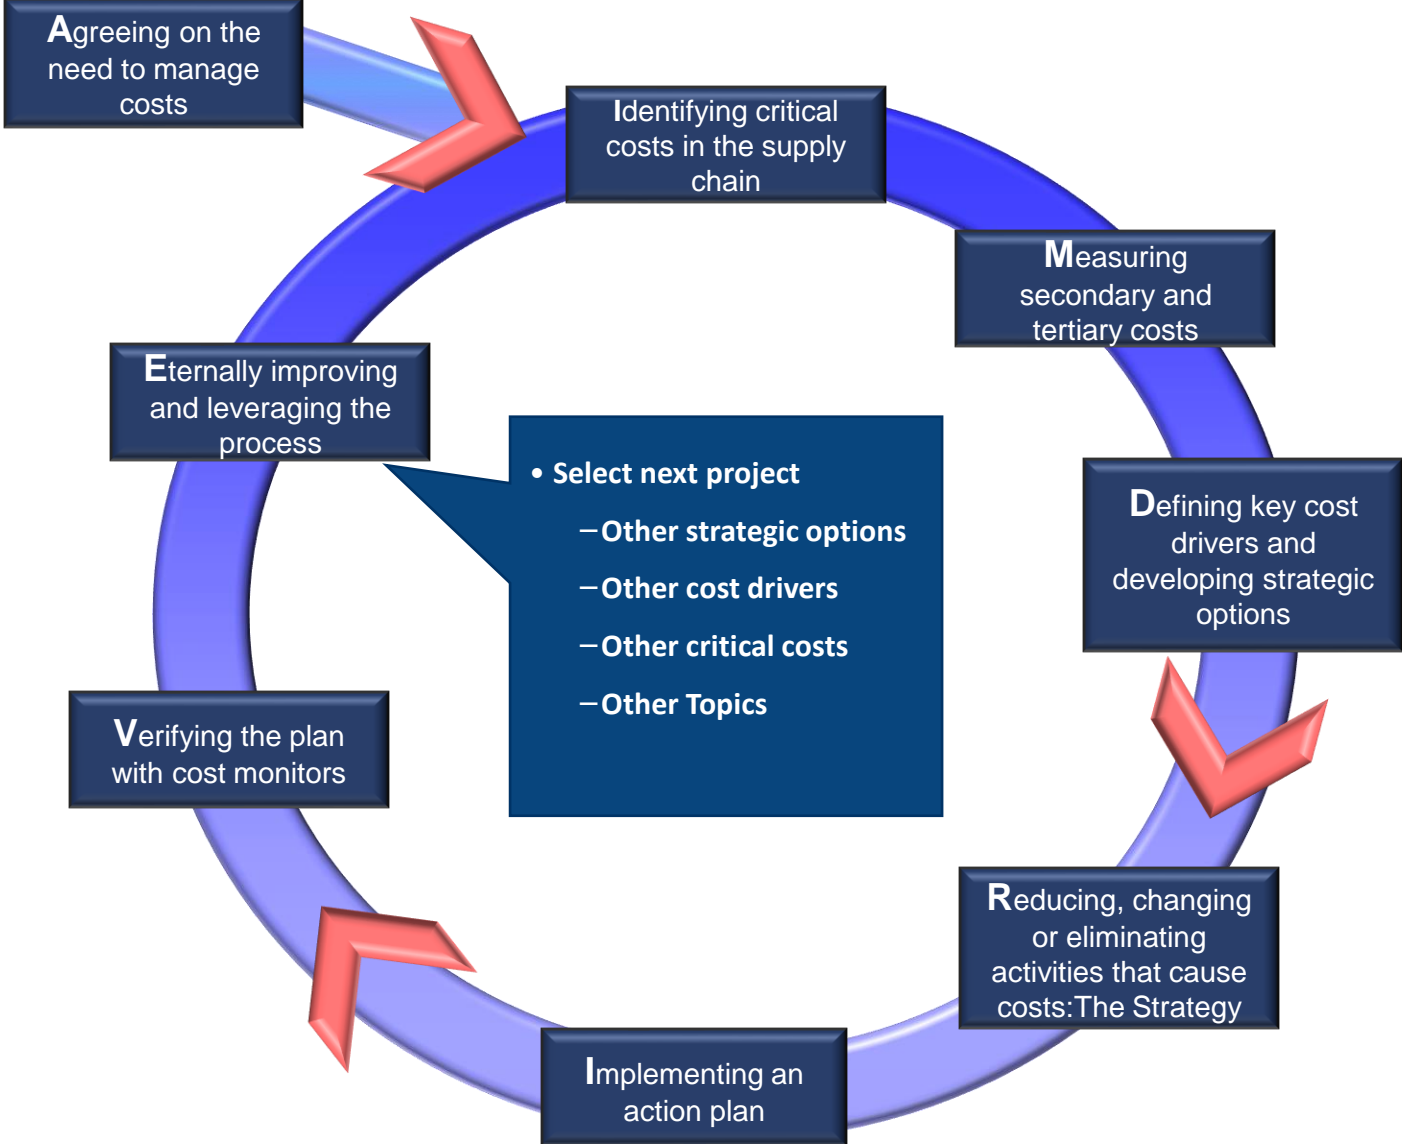 Agreeing on the
need to manage
costs
Identifying critical
costs in the supply
chain
Measuring
secondary and
tertiary costs
Defining key cost
drivers and
developing strategic
options
Reducing, changing
or eliminating
activities that cause
costs:The Strategy
Implementing an
action plan
Verifying the plan
with cost monitors
Eternally improving
and leveraging the
process
• Select next project
–Other strategic options
–Other cost drivers
–Other critical costs
–Other Topics